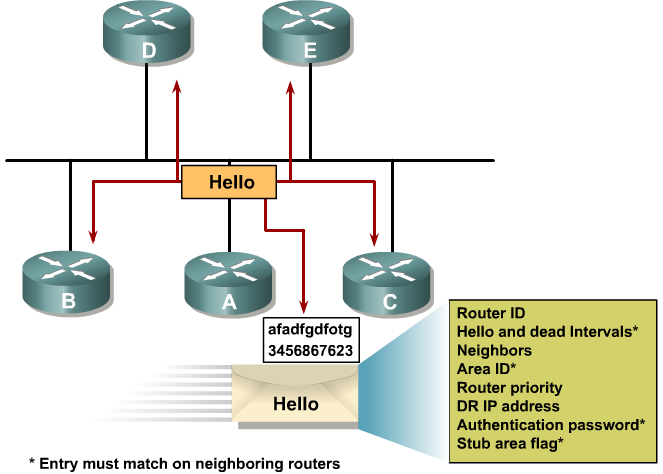 D
E
Hello
B
A
C
afadfgdfotg
3456867623
Hello
Router ID
Hello and dead Intervals*
Neighbors
Area ID*
Router priority
DR IP address
Authentication password*
Stub area flag*
* Entry must match on neighboring routers